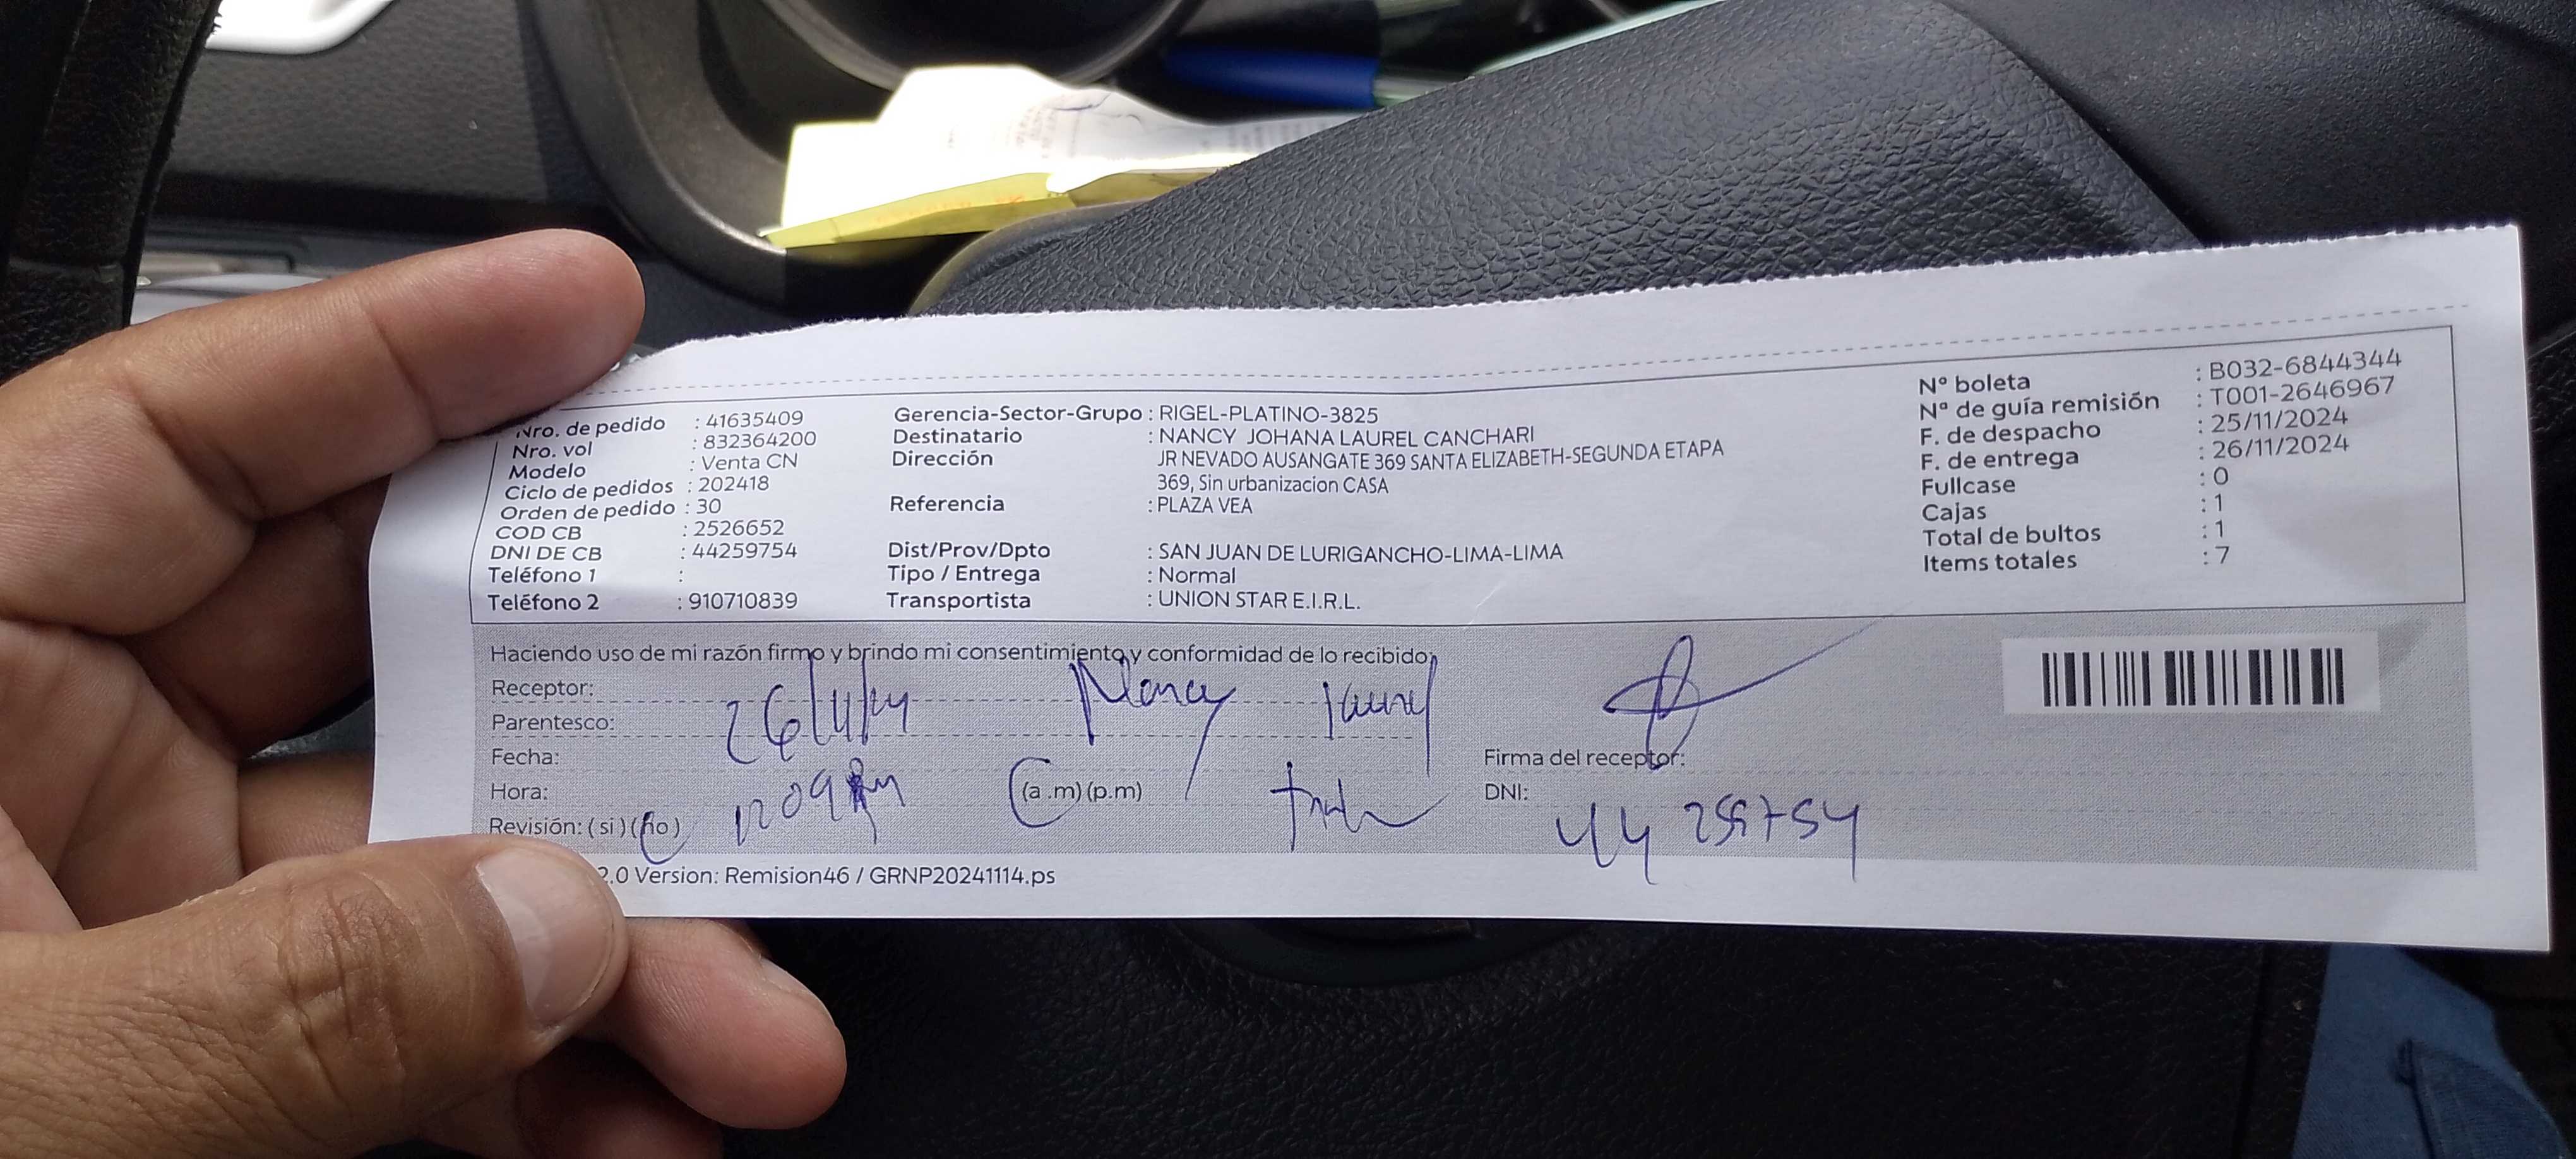 Nro. de pedido : 41635409
Nro. vol : 832364200
Modelo : Venta CN
Ciclo de pedidos : 202418
Orden de pedido : 30
COD CB : 2526652
DNI DE CB : 44259754
Teléfono 1 :
Teléfono 2 : 910710839
Gerencia-Sector-Grupo : RIGEL-PLATINO-3825
Destinatario : NANCY JOHANA LAUREL CANCHARI
Dirección JR NEVADO AUSANGATE 369 SANTA ELIZABETH-SEGUNDA ETAPA
369, Sin urbanizacion CASA
Referencia : PLAZA VEA
Dist/Prov/Dpto : SAN JUAN DE LURIGANCHO-LIMA-LIMA
Tipo / Entrega : Normal
Transportista : UNION STAR E.I.R.L.
Nº boleta : B032-6844344
Nª de guía remisión : T001-2646967
F. de despacho : 25/11/2024
F. de entrega : 26/11/2024
Fullcase : 0
Cajas : 1
Total de bultos : 1
Items totales : 7
Haciendo uso de mi razón firmo y brindo mi consentimiento y conformidad de lo recibido:
Receptor: Nancy Laurel
Parentesco:
Fecha: 26/11/24
Hora: (a .m) (p.m)
Revisión: ( si ) ( no )
Firma del receptor:
DNI: 44259754
2.0 Version: Remision46 / GRNP20241114.ps